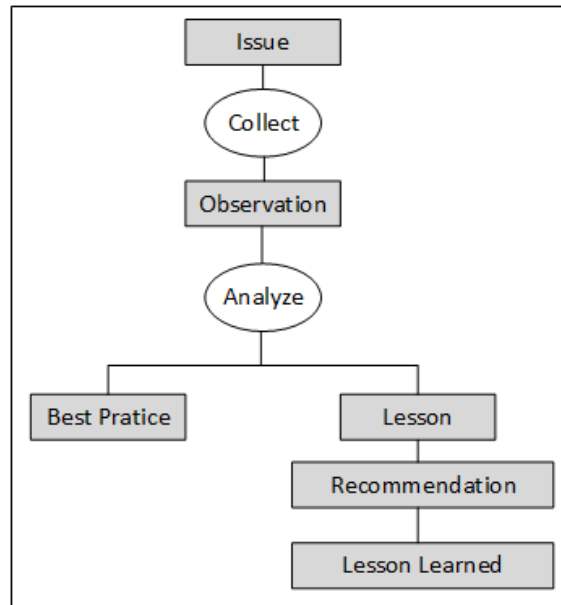 Issue
Collect
Observation
Analyze
Best Pratice
Lesson
Recommendation
Lesson Learned